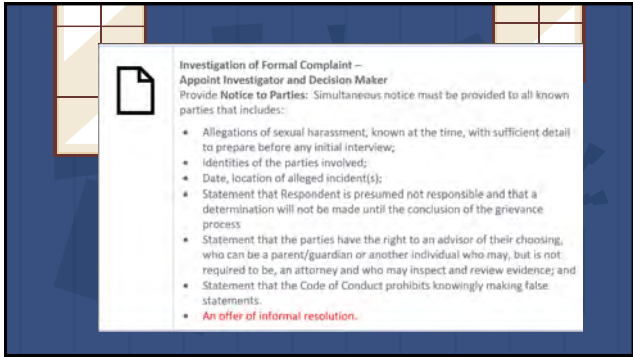 Investigation of Formal Complaint –
Appoint Investigator and Decision Maker
Provide Notice to Parties: Simultaneous notice must be provided to all known
parties that includes:
• Allegations of sexual harassment, known at the time, with sufficient detail
to prepare before any initial interview;
• Identities of the parties involved;
• Date, location of alleged incident(s);
• Statement that Respondent is presumed not responsible and that a
determination will not be made until the conclusion of the grievance
process
• Statement that the parties have the right to an advisor of their choosing,
who can be a parent/guardian or another individual who may, but is not
required to be, an attorney and who may inspect and review evidence; and
• Statement that the Code of Conduct prohibits knowingly making false
statements.
• An offer of informal resolution.